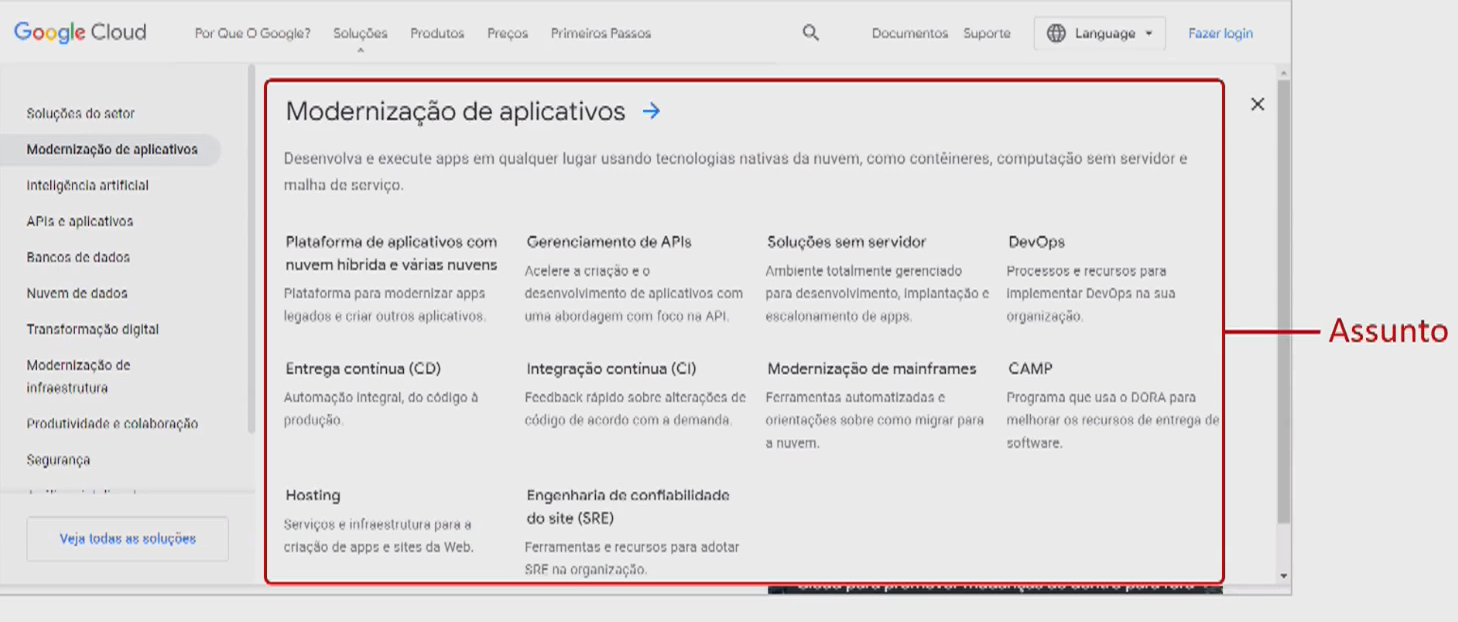 Google Cloud
Por Que O Google?
Soluções
Produtos
Preços
Primeiros Passos
Documentos
Suporte
Language
Fazer login
Soluções do setor
Modernização de aplicativos
Inteligência artificial
APIs e aplicativos
Bancos de dados
Nuvem de dados
Transformação digital
Modernização de
infraestrutura
Produtividade e colaboração
Segurança
Veja todas as soluções
Modernização de aplicativos →
Desenvolva e execute apps em qualquer lugar usando tecnologias nativas da nuvem, como contêineres, computação sem servidor e
malha de serviço.
Plataforma de aplicativos com
nuvem híbrida e várias nuvens
Plataforma para modernizar apps
legados e criar outros aplicativos.
Gerenciamento de APIs
Acelere a criação e o
desenvolvimento de aplicativos com
uma abordagem com foco na API.
Soluções sem servidor
Ambiente totalmente gerenciado
para desenvolvimento, implantação e
escalonamento de apps.
DevOps
Processos e recursos para
implementar DevOps na sua
organização.
Entrega contínua (CD)
Automação integral, do código à
produção.
Integração contínua (CI)
Feedback rápido sobre alterações de
código de acordo com a demanda.
Modernização de mainframes
Ferramentas automatizadas e
orientações sobre como migrar para
a nuvem.
CAMP
Programa que usa o DORA para
melhorar os recursos de entrega de
software.
Hosting
Serviços e infraestrutura para a
criação de apps e sites da Web.
Engenharia de confiabilidade
do site (SRE)
Ferramentas e recursos para adotar
SRE na organização.
Assunto